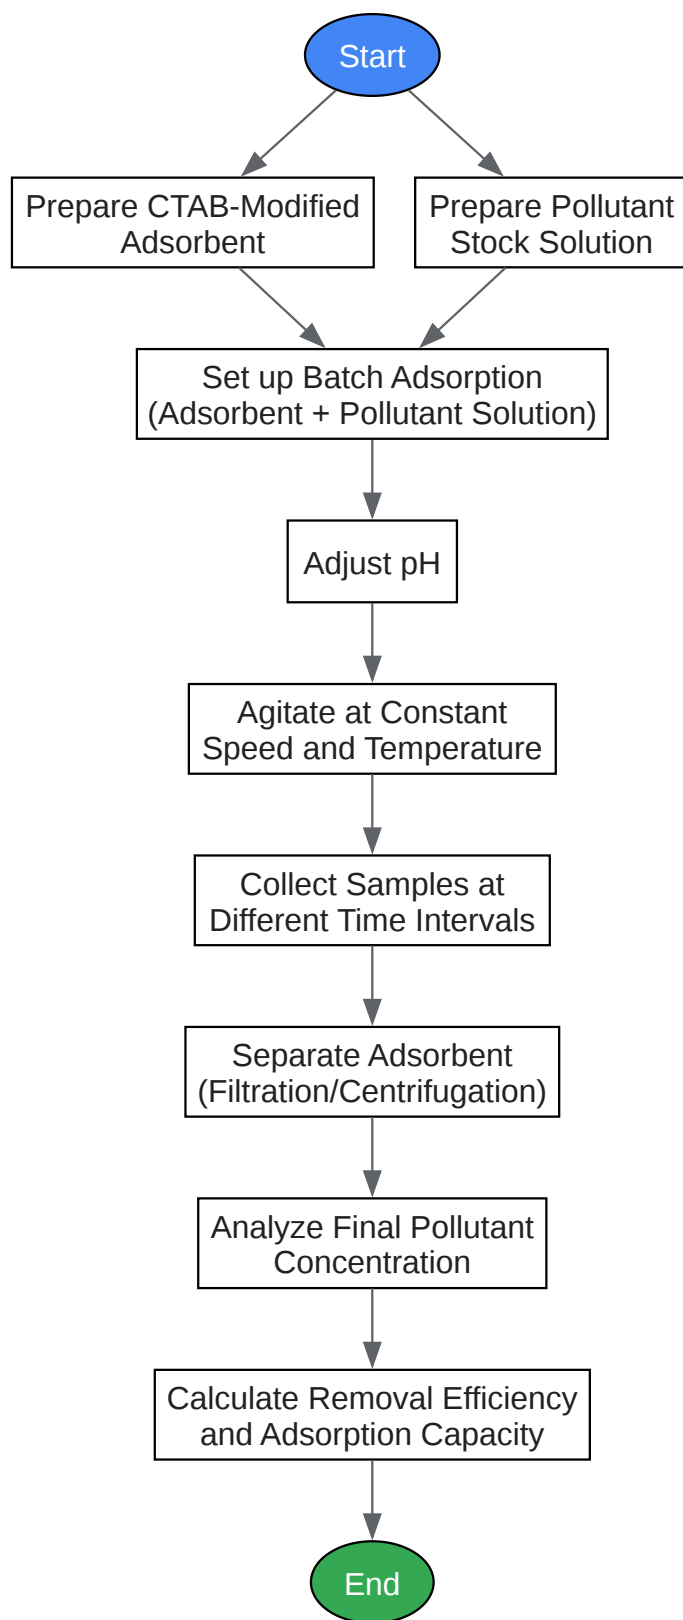 Start
Prepare CTAB-Modified
Adsorbent
Prepare Pollutant
Stock Solution
Set up Batch Adsorption
(Adsorbent + Pollutant Solution)
Adjust pH
Agitate at Constant
Speed and Temperature
Collect Samples at
Different Time Intervals
Separate Adsorbent
(Filtration/Centrifugation)
Analyze Final Pollutant
Concentration
Calculate Removal Efficiency
and Adsorption Capacity
End